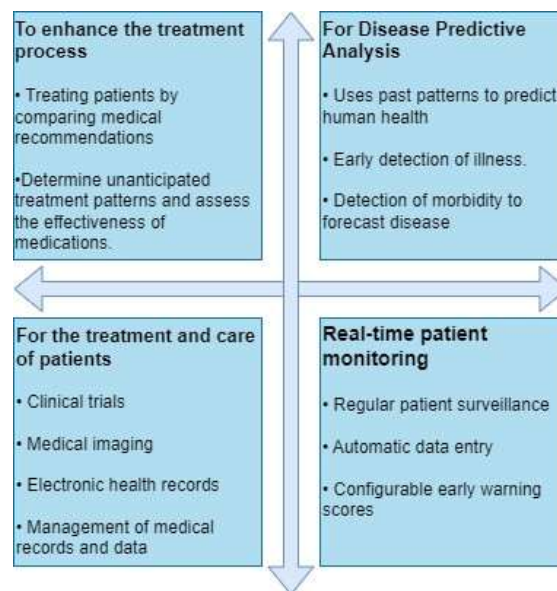 To enhance the treatment
process
• Treating patients by
comparing medical
recommendations
•Determine unanticipated
treatment patterns and assess
the effectiveness of
medications.
For Disease Predictive
Analysis
• Uses past patterns to predict
human health
• Early detection of illness.
• Detection of morbidity to
forecast disease
For the treatment and care
of patients
• Clinical trials
• Medical imaging
• Electronic health records
• Management of medical
records and data
Real-time patient
monitoring
• Regular patient surveillance
• Automatic data entry
• Configurable early warning
scores